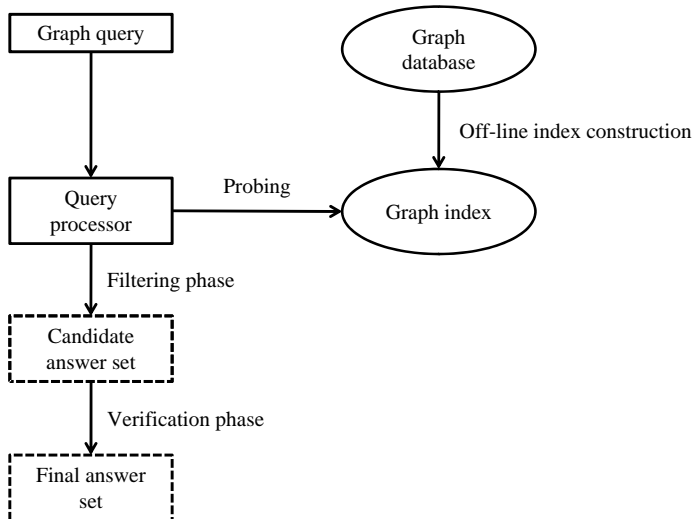 Graph query
Graph
database
Off-line index construction
Probing
Query
processor
Graph index
Filtering phase
Candidate
answer set
Verification phase
Final answer
set